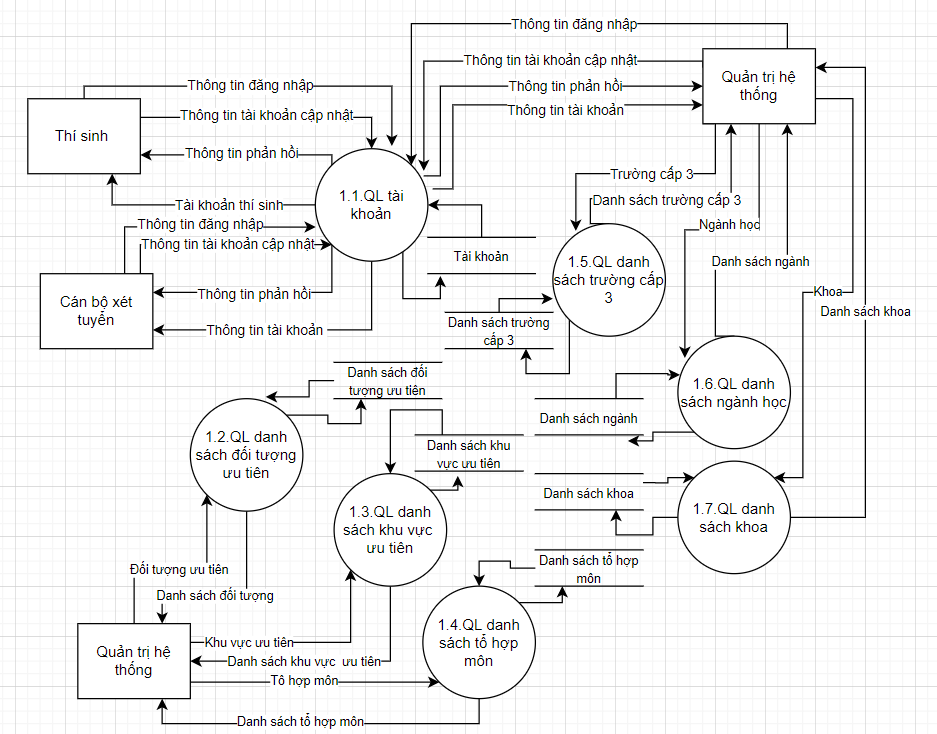 Thông tin đăng nhập
Thông tin tài khoản cập nhật
Thông tin phản hồi
Thông tin tài khoản
Quản trị hệ
thống
Thông tin đăng nhập
Thông tin tài khoản cập nhật
Thông tin phản hồi
Tài khoản thí sinh
Thí sinh
1.1.QL tài
khoản
Thông tin đăng nhập
Thông tin tài khoản cập nhật
Thông tin phản hồi
Thông tin tài khoản
Cán bộ xét
tuyển
Tài khoản
Trường cấp 3
Danh sách trường cấp 3
Ngành học
Danh sách ngành
Khoa
Danh sách khoa
1.5.QL danh
sách trường cấp
3
Danh sách trường
cấp 3
Danh sách đối
tượng ưu tiên
1.6.QL danh
sách ngành học
Danh sách ngành
1.2.QL danh
sách đối tượng
ưu tiên
Danh sách khu
vực ưu tiên
Danh sách khoa
1.7.QL danh
sách khoa
1.3.QL danh
sách khu vực
ưu tiên
Danh sách tổ hợp
môn
Đối tượng ưu tiên
Danh sách đối tượng
1.4.QL danh
sách tổ hợp
môn
Quản trị hệ
thống
Khu vực ưu tiên
Danh sách khu vực ưu tiên
Tô hợp môn
Danh sách tổ hợp môn